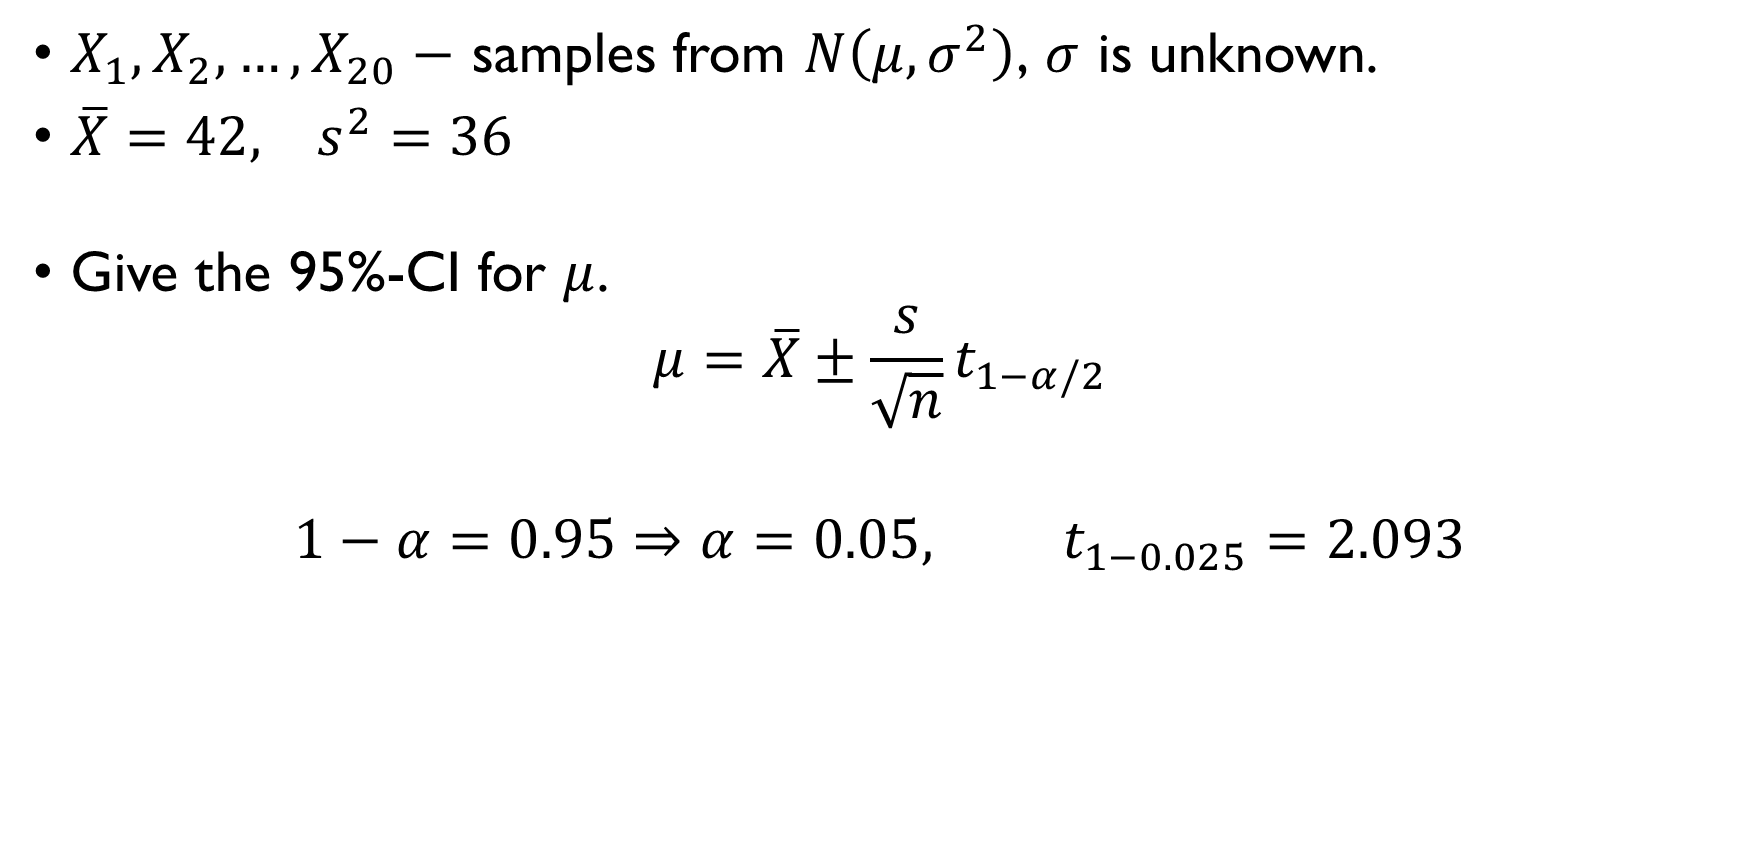 • X₁, X₂, …, X₂₀ − samples from N(μ, σ²), σ is unknown.
• X̄ = 42, s² = 36
• Give the 95%-CI for μ.
μ = X̄ ± s/√n t₁₋α/₂
1 − α = 0.95 ⇒ α = 0.05, t₁₋₀.₀₂₅ = 2.093